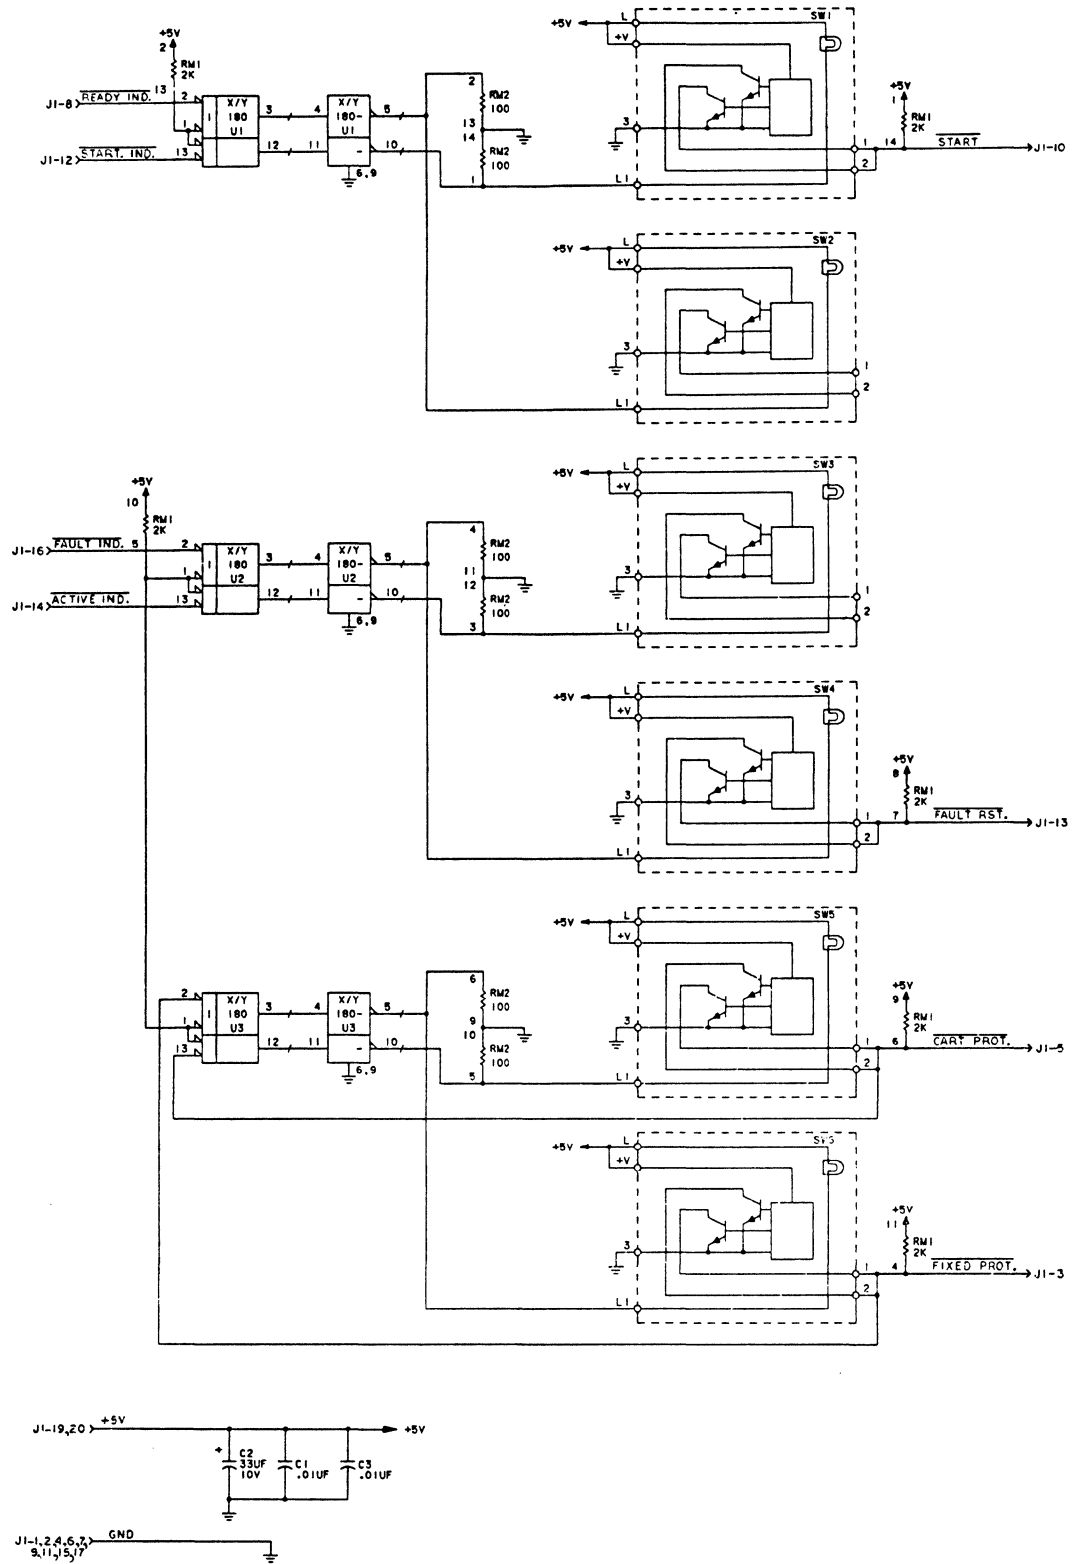 +5V
2
RM1
2K
J1-8 READY IND. 13 2
J1-12 START. IND. 13
1
1
X/Y
180
U1
3
12
4
11
X/Y
180-
U1
-
5
10
6,9
2
RM2
100
13
14
RM2
100
1
+5V
L
+V
3
L1
SW1
1
2
14
+5V
1
RM1
2K
START
J1-10
+5V
L
+V
3
L1
SW2
1
2
+5V
10
RM1
2K
J1-16 FAULT IND. 5 2
J1-14 ACTIVE IND. 13
1
1
X/Y
180
U2
3
12
4
11
X/Y
180-
U2
-
5
10
6,9
4
RM2
100
11
12
RM2
100
3
+5V
L
+V
3
L1
SW3
1
2
+5V
L
+V
3
L1
SW4
1
2
7
+5V
8
RM1
2K
FAULT RST.
J1-13
2
1
13
1
X/Y
180
U3
3
12
4
11
X/Y
180-
U3
-
5
10
6,9
6
RM2
100
9
10
RM2
100
5
+5V
L
+V
3
L1
SW5
1
2
6
+5V
9
RM1
2K
CART PROT.
J1-5
+5V
L
+V
3
L1
1
2
4
+5V
11
RM1
2K
FIXED PROT.
J1-3
J1-19,20 +5V
+5V
+
C2
33UF
10V
C1
.01UF
C3
.01UF
J1-1,2,4,6,7, GND
9,11,15,17